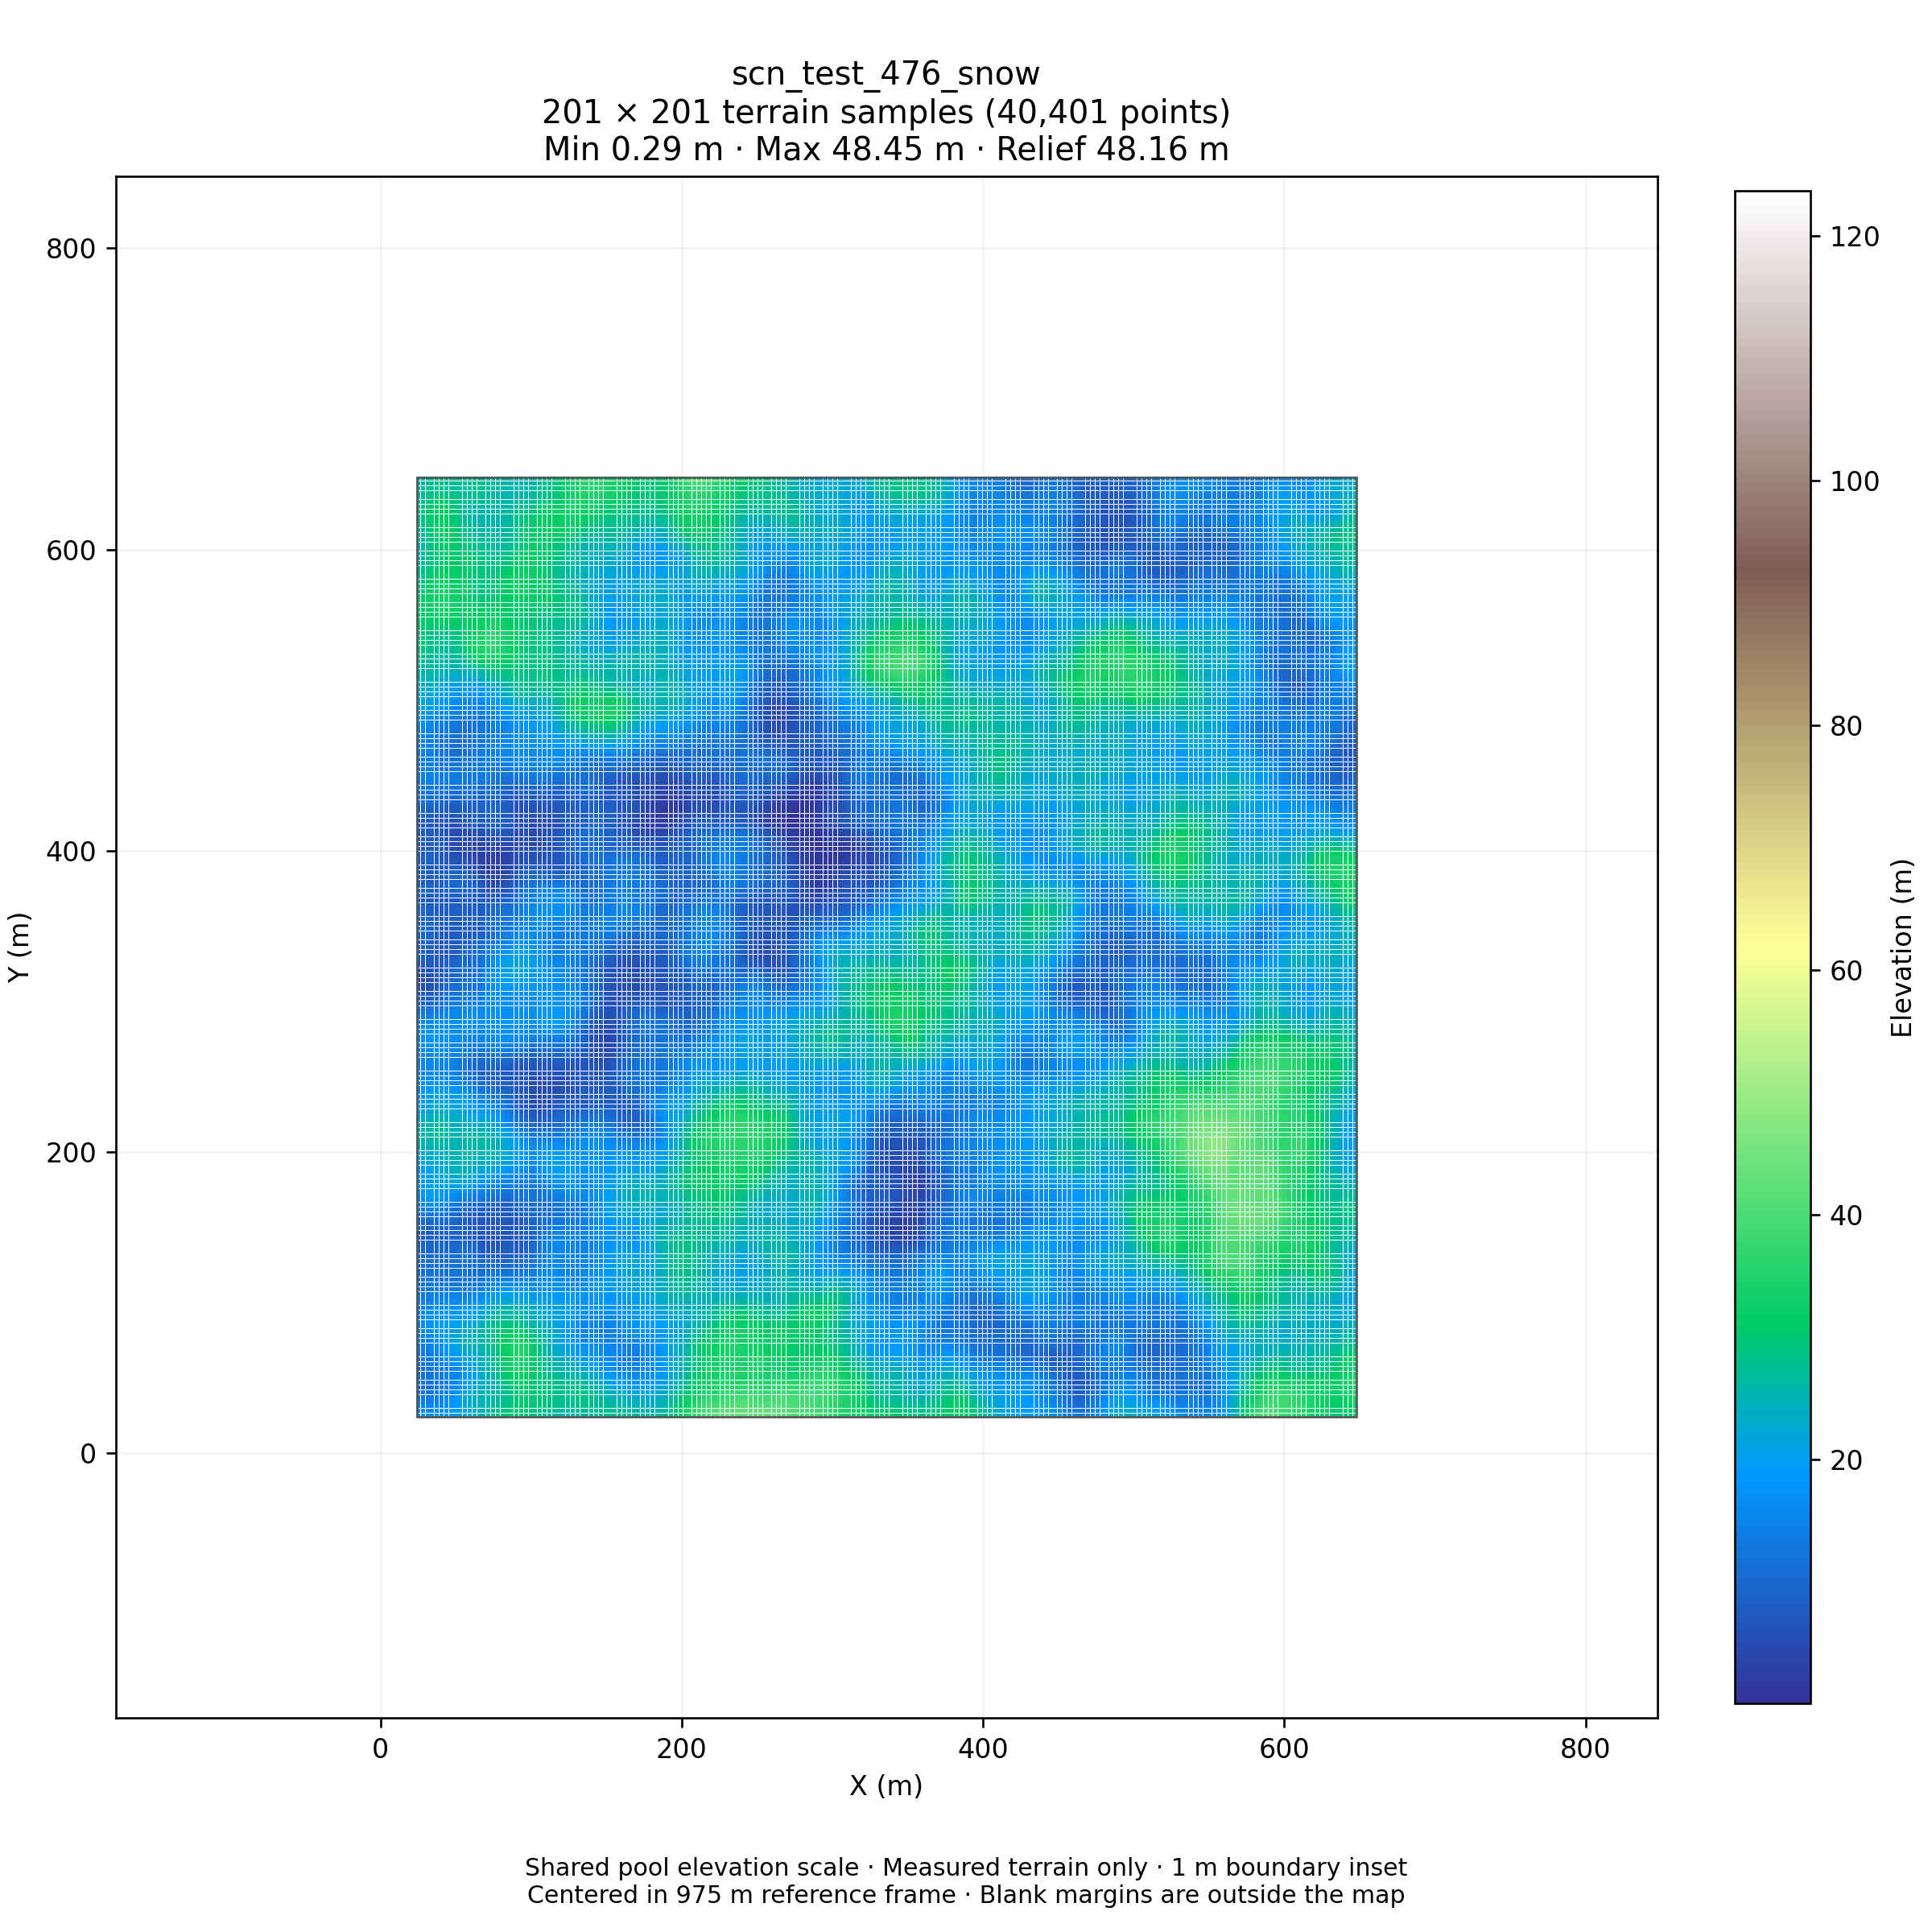 scn_test_476_snow
201 × 201 terrain samples (40,401 points)
Min 0.29 m · Max 48.45 m · Relief 48.16 m
800
600
400
200
0
Y (m)
0
200
400
600
800
X (m)
120
100
80
60
40
20
Elevation (m)
Shared pool elevation scale · Measured terrain only · 1 m boundary inset
Centered in 975 m reference frame · Blank margins are outside the map